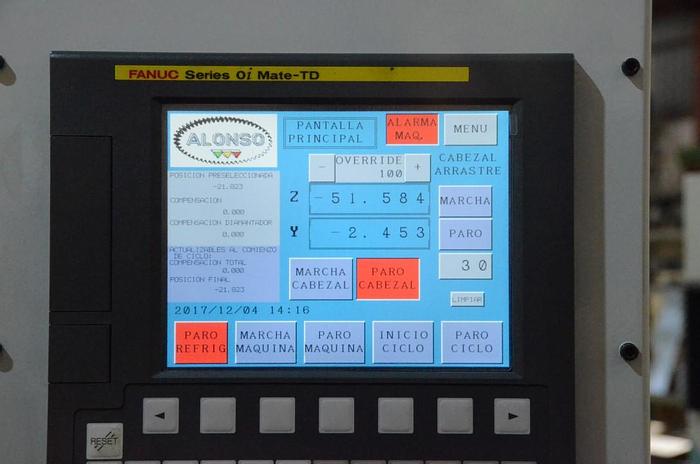 FANUC Series 0i Mate-TD
ALONSO
PANTALLA
PRINCIPAL
ALARMA
MAQ.
MENU
- OVERRIDE +
100
CABEZAL
ARRASTRE
POSICION PRESELECCIONADA
-21.823
COMPENSACION
0.000
COMPENSACION DIAMANTADOR
0.000
ACTUALIZABLES AL COMIENZO
DE CICLO:
COMPENSACION TOTAL
0.000
POSICION FINAL
-21.823
Z -51.584
Y -2.453
MARCHA
PARO
30
LIMPIAR
MARCHA
CABEZAL
PARO
CABEZAL
2017/12/04 14:16
PARO
REFRIG
MARCHA
MAQUINA
PARO
MAQUINA
INICIO
CICLO
PARO
CICLO
RESET